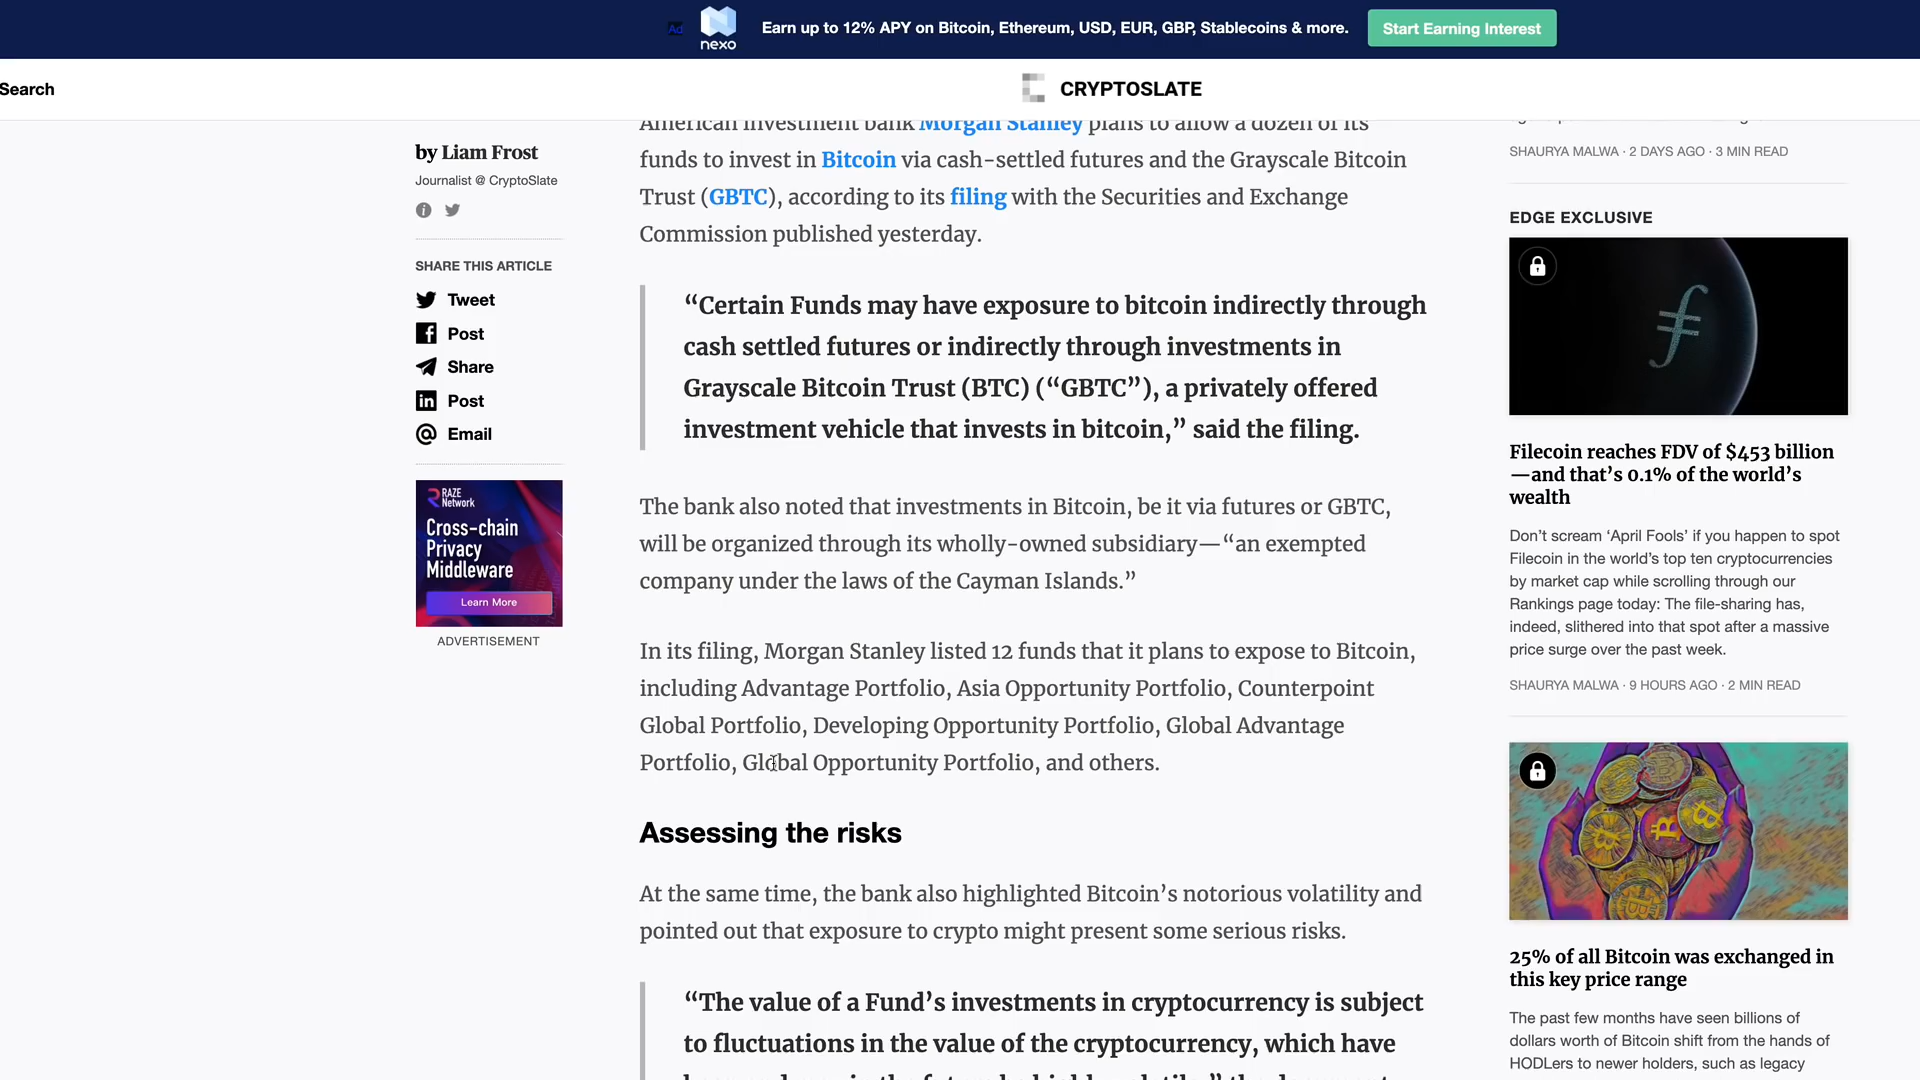 Ad
nexo
Earn up to 12% APY on Bitcoin, Ethereum, USD, EUR, GBP, Stablecoins & more.
Start Earning Interest
Search
CRYPTOSLATE
by Liam Frost
Journalist @ CryptoSlate
SHARE THIS ARTICLE
Tweet
Post
Share
Post
Email
RAZE
Network
Cross-chain
Privacy
Middleware
Learn More
ADVERTISEMENT
American investment bank Morgan Stanley plans to allow a dozen of its
funds to invest in Bitcoin via cash-settled futures and the Grayscale Bitcoin
Trust (GBTC), according to its filing with the Securities and Exchange
Commission published yesterday.
“Certain Funds may have exposure to bitcoin indirectly through
cash settled futures or indirectly through investments in
Grayscale Bitcoin Trust (BTC) (“GBTC”), a privately offered
investment vehicle that invests in bitcoin,” said the filing.
The bank also noted that investments in Bitcoin, be it via futures or GBTC,
will be organized through its wholly-owned subsidiary—“an exempted
company under the laws of the Cayman Islands.”
In its filing, Morgan Stanley listed 12 funds that it plans to expose to Bitcoin,
including Advantage Portfolio, Asia Opportunity Portfolio, Counterpoint
Global Portfolio, Developing Opportunity Portfolio, Global Advantage
Portfolio, Global Opportunity Portfolio, and others.
Assessing the risks
At the same time, the bank also highlighted Bitcoin’s notorious volatility and
pointed out that exposure to crypto might present some serious risks.
“The value of a Fund’s investments in cryptocurrency is subject
to fluctuations in the value of the cryptocurrency, which have
SHAURYA MALWA · 2 DAYS AGO · 3 MIN READ
EDGE EXCLUSIVE
Filecoin reaches FDV of $453 billion
—and that’s 0.1% of the world’s
wealth
Don’t scream ‘April Fools’ if you happen to spot
Filecoin in the world’s top ten cryptocurrencies
by market cap while scrolling through our
Rankings page today: The file-sharing has,
indeed, slithered into that spot after a massive
price surge over the past week.
SHAURYA MALWA · 9 HOURS AGO · 2 MIN READ
25% of all Bitcoin was exchanged in
this key price range
The past few months have seen billions of
dollars worth of Bitcoin shift from the hands of
HODLers to newer holders, such as legacy